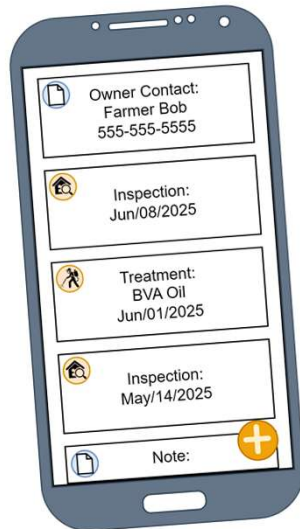 Owner Contact:
Farmer Bob
555-555-5555
Inspection:
Jun/08/2025
Treatment:
BVA Oil
Jun/01/2025
Inspection:
May/14/2025
Note: